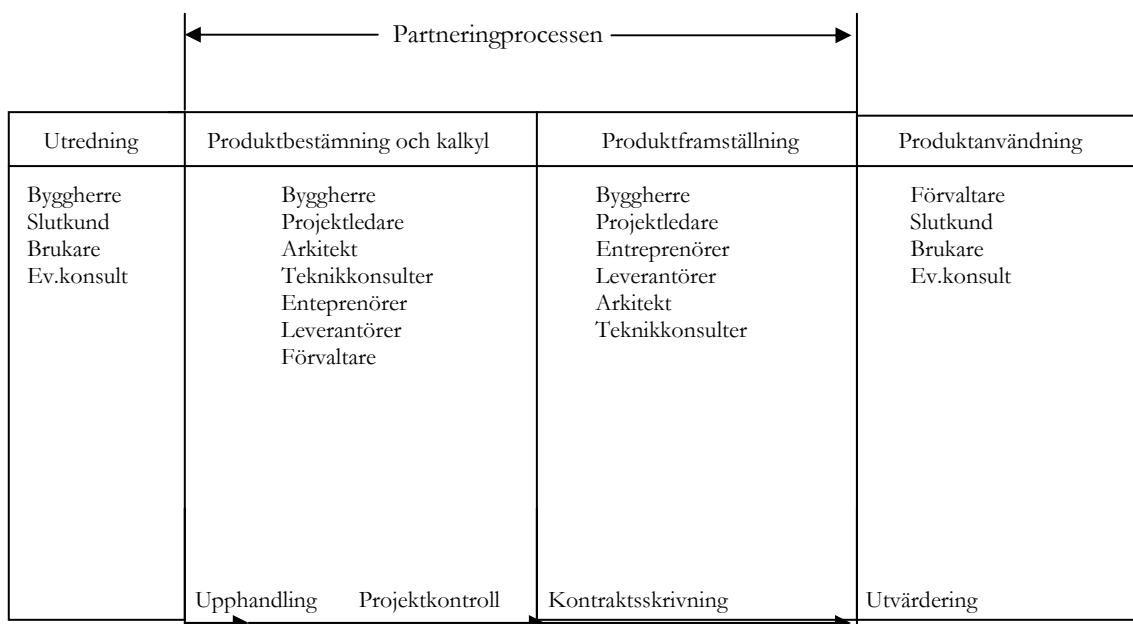 Partneringprocessen
Utredning
Produktbestämning och kalkyl
Produktframställning
Produktanvändning
Byggherre
Slutkund
Brukare
Ev.konsult
Byggherre
Projektledare
Arkitekt
Teknikkonsulter
Enteprenörer
Leverantörer
Förvaltare
Byggherre
Projektledare
Entreprenörer
Leverantörer
Arkitekt
Teknikkonsulter
Förvaltare
Slutkund
Brukare
Ev.konsult
Upphandling
Projektkontroll
Kontraktsskrivning
Utvärdering